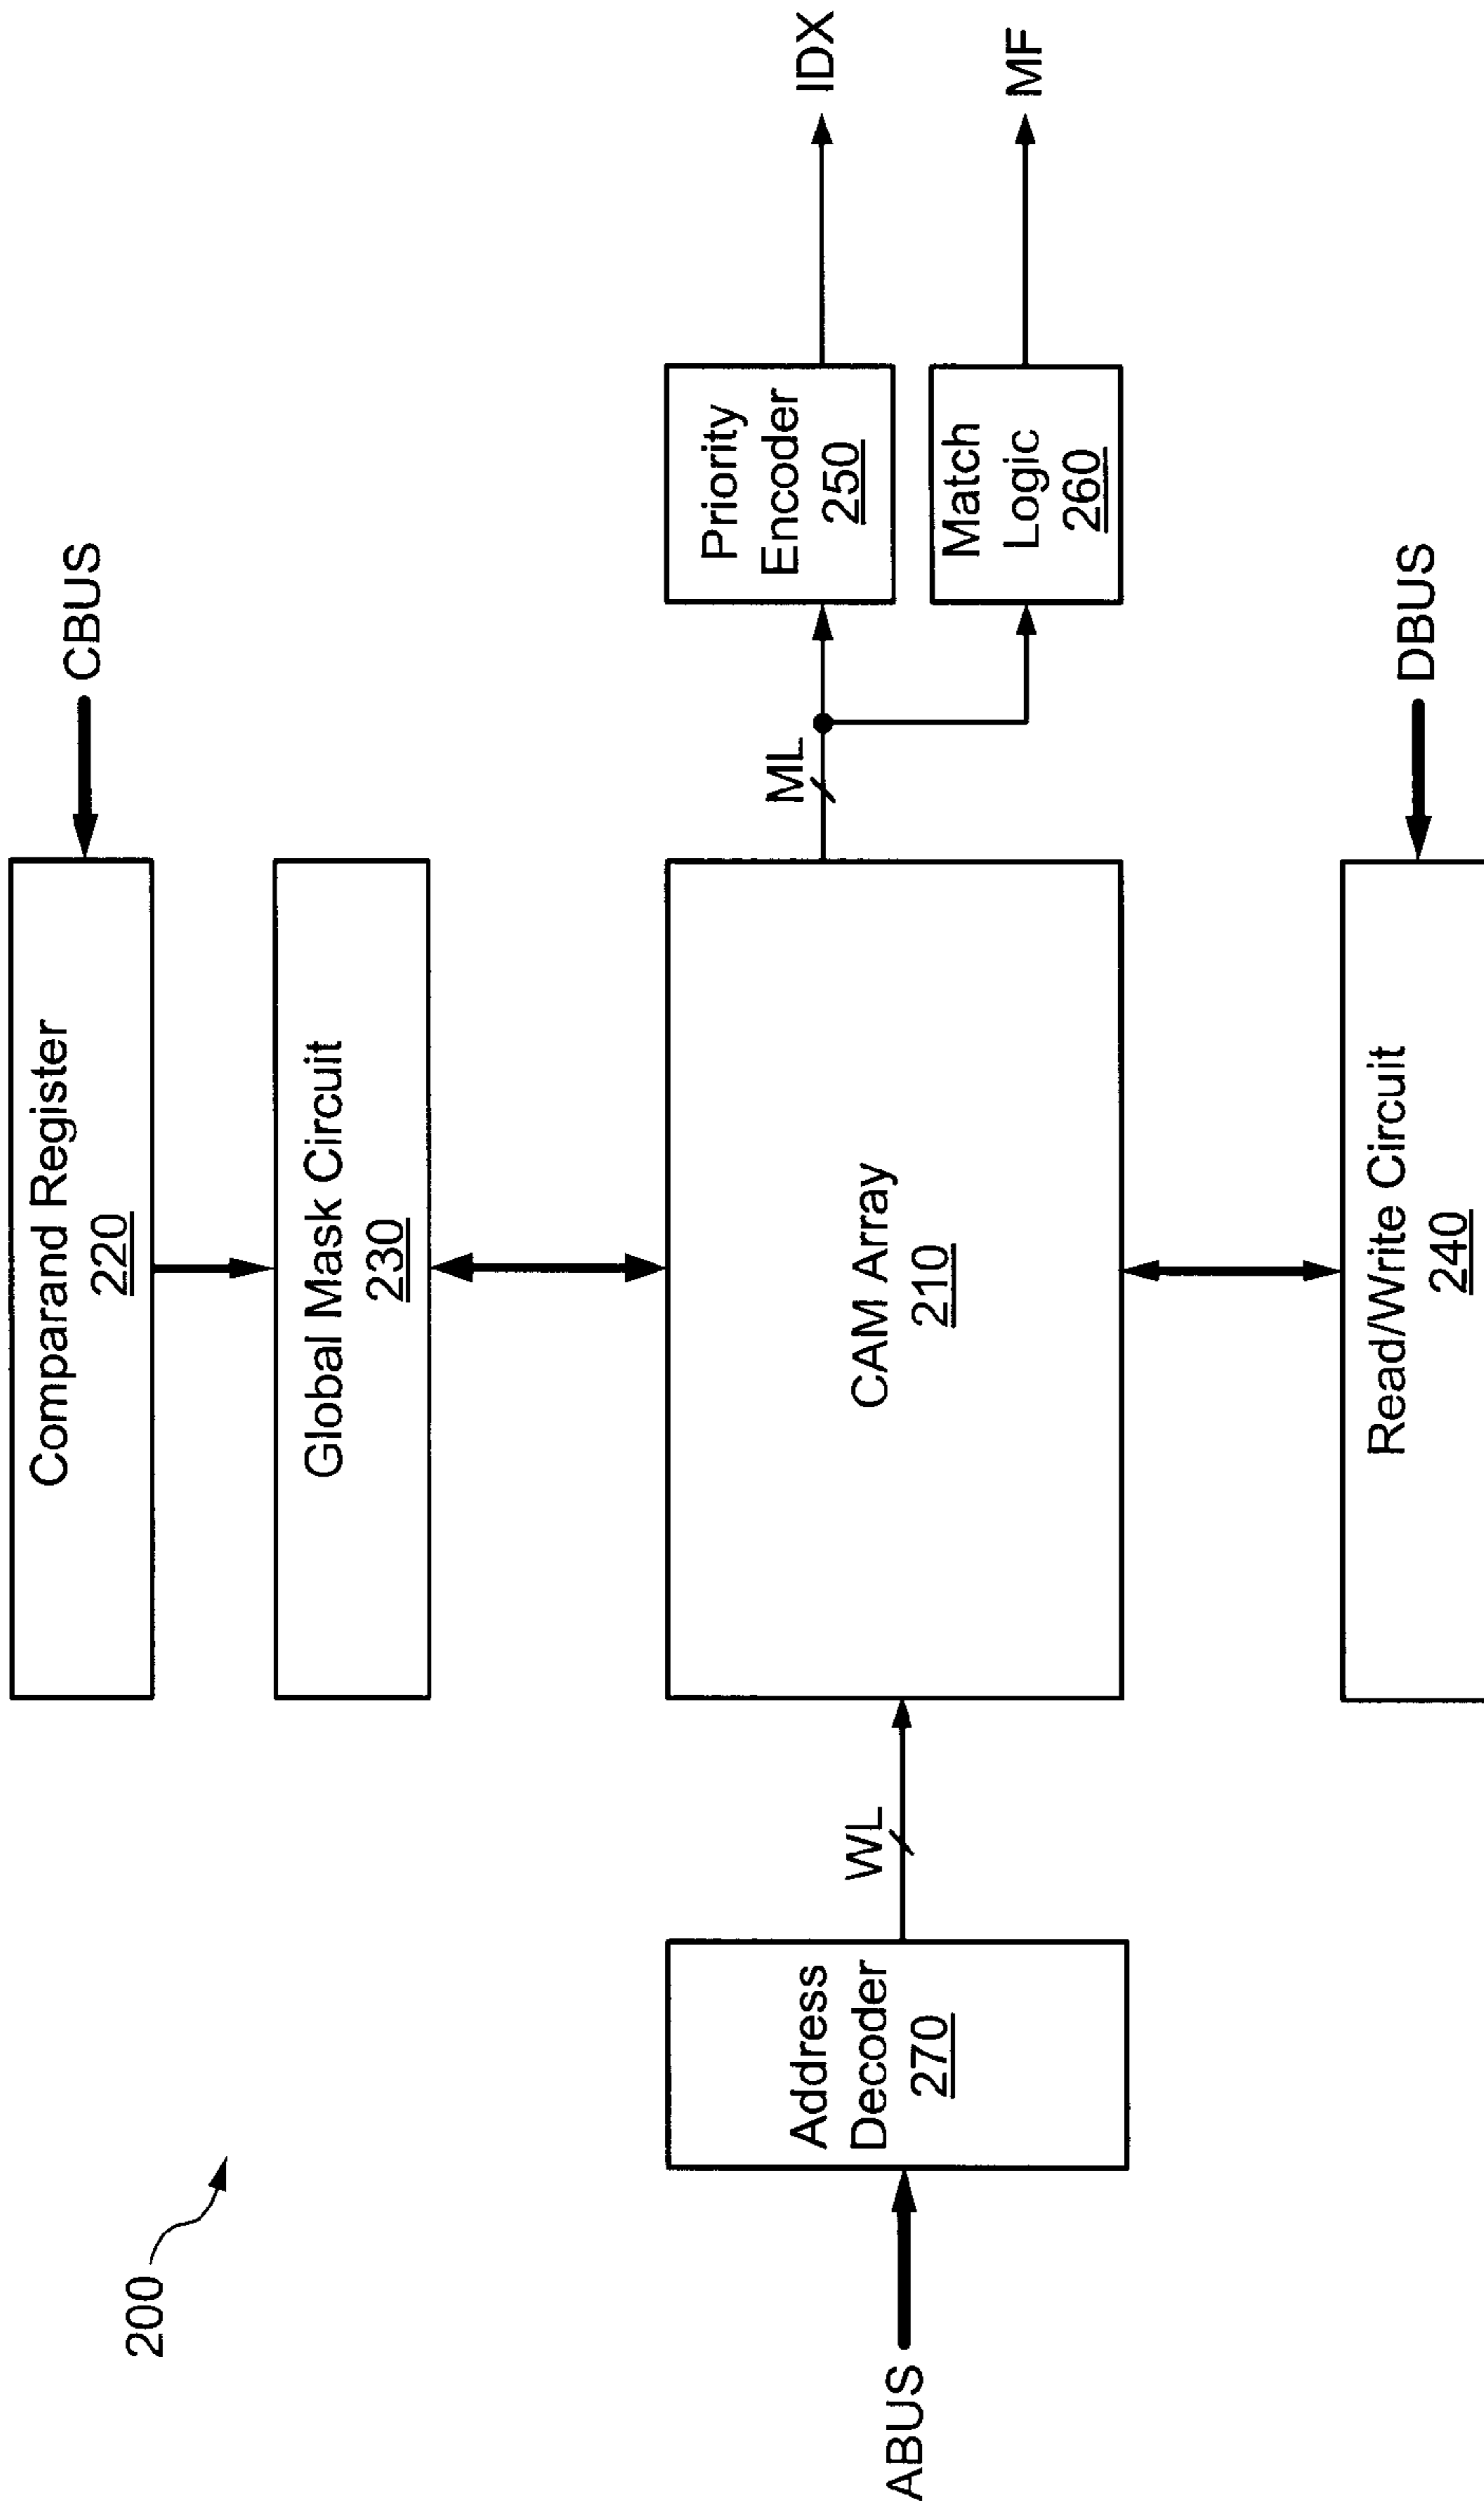 200
CBUS
Comparand Register
220
Global Mask Circuit
230
ABUS
Address
Decoder
270
WL
CAM Array
210
ML
Priority
Encoder
250
IDX
Match
Logic
260
MF
Read/Write Circuit
240
DBUS